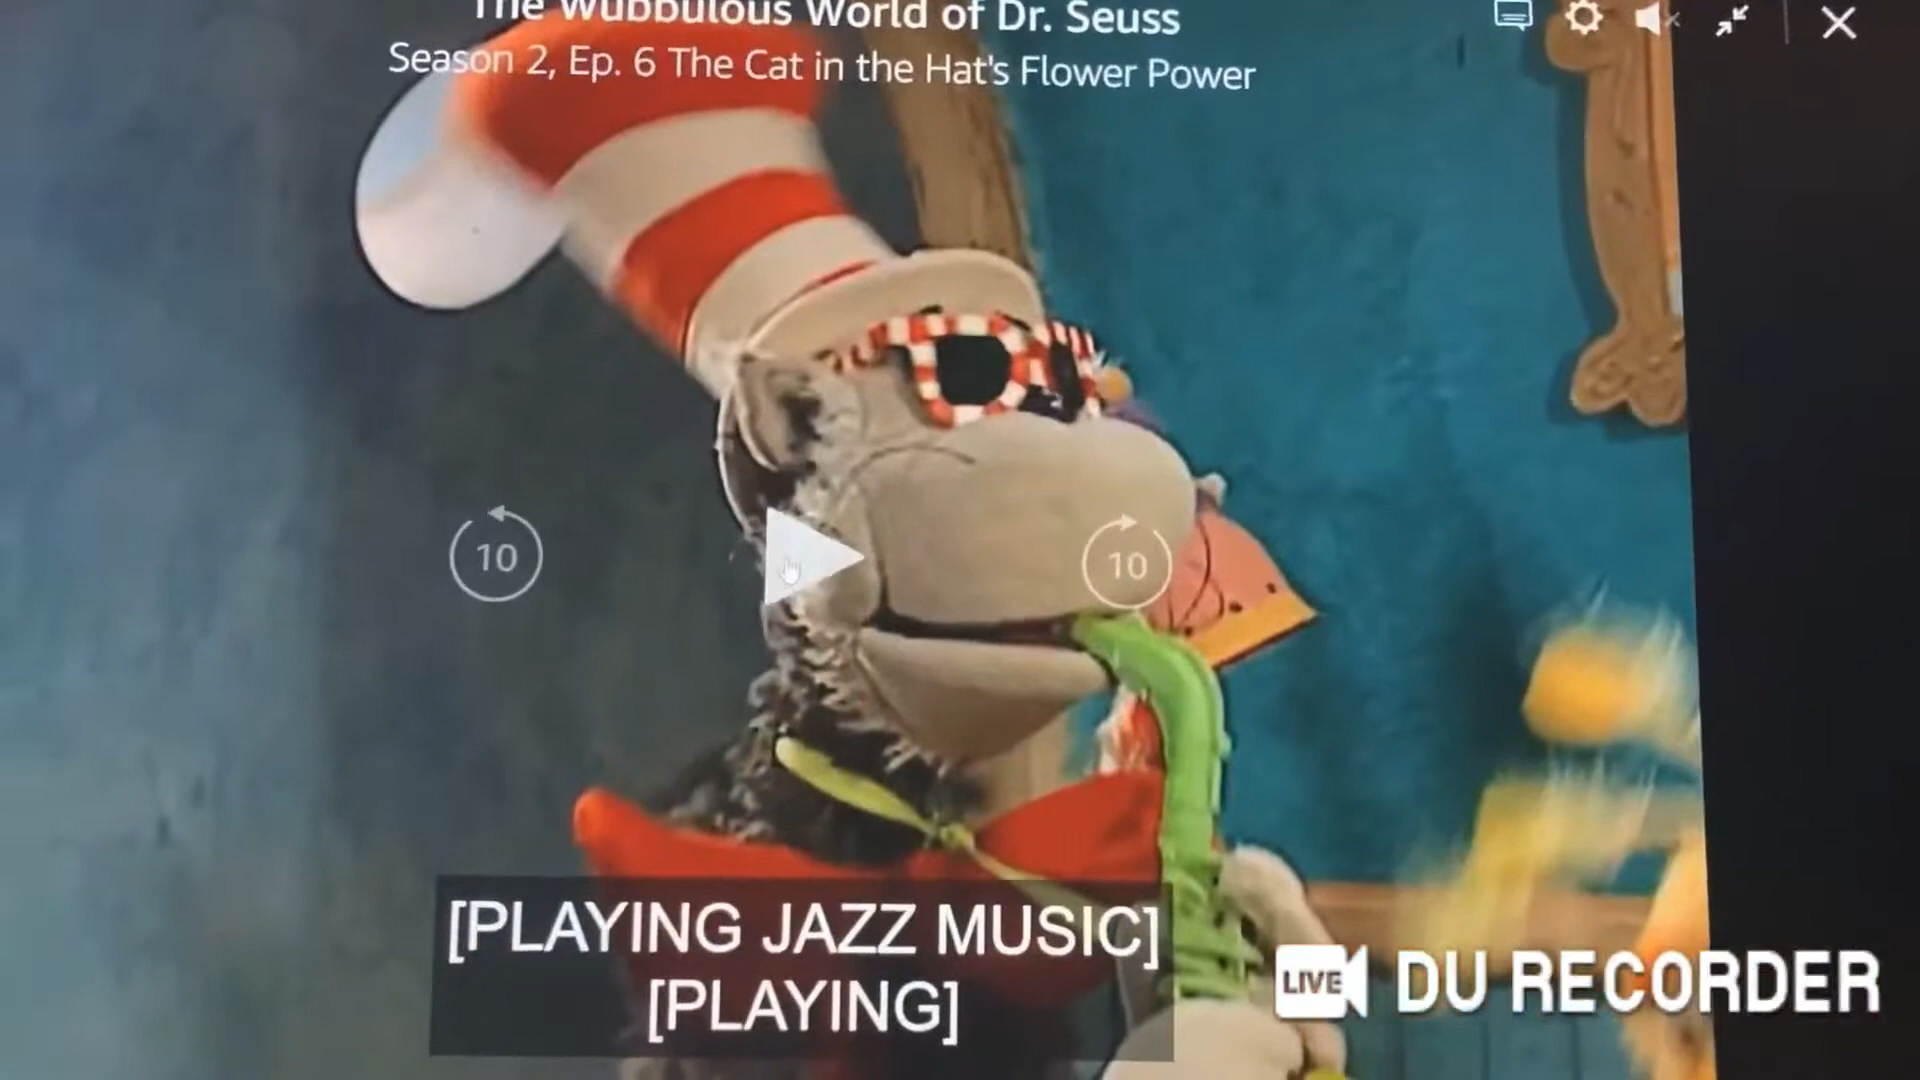 The Wubbulous World of Dr. Seuss
Season 2, Ep. 6 The Cat in the Hat's Flower Power
10
10
[PLAYING JAZZ MUSIC]
[PLAYING]
LIVE DU RECORDER